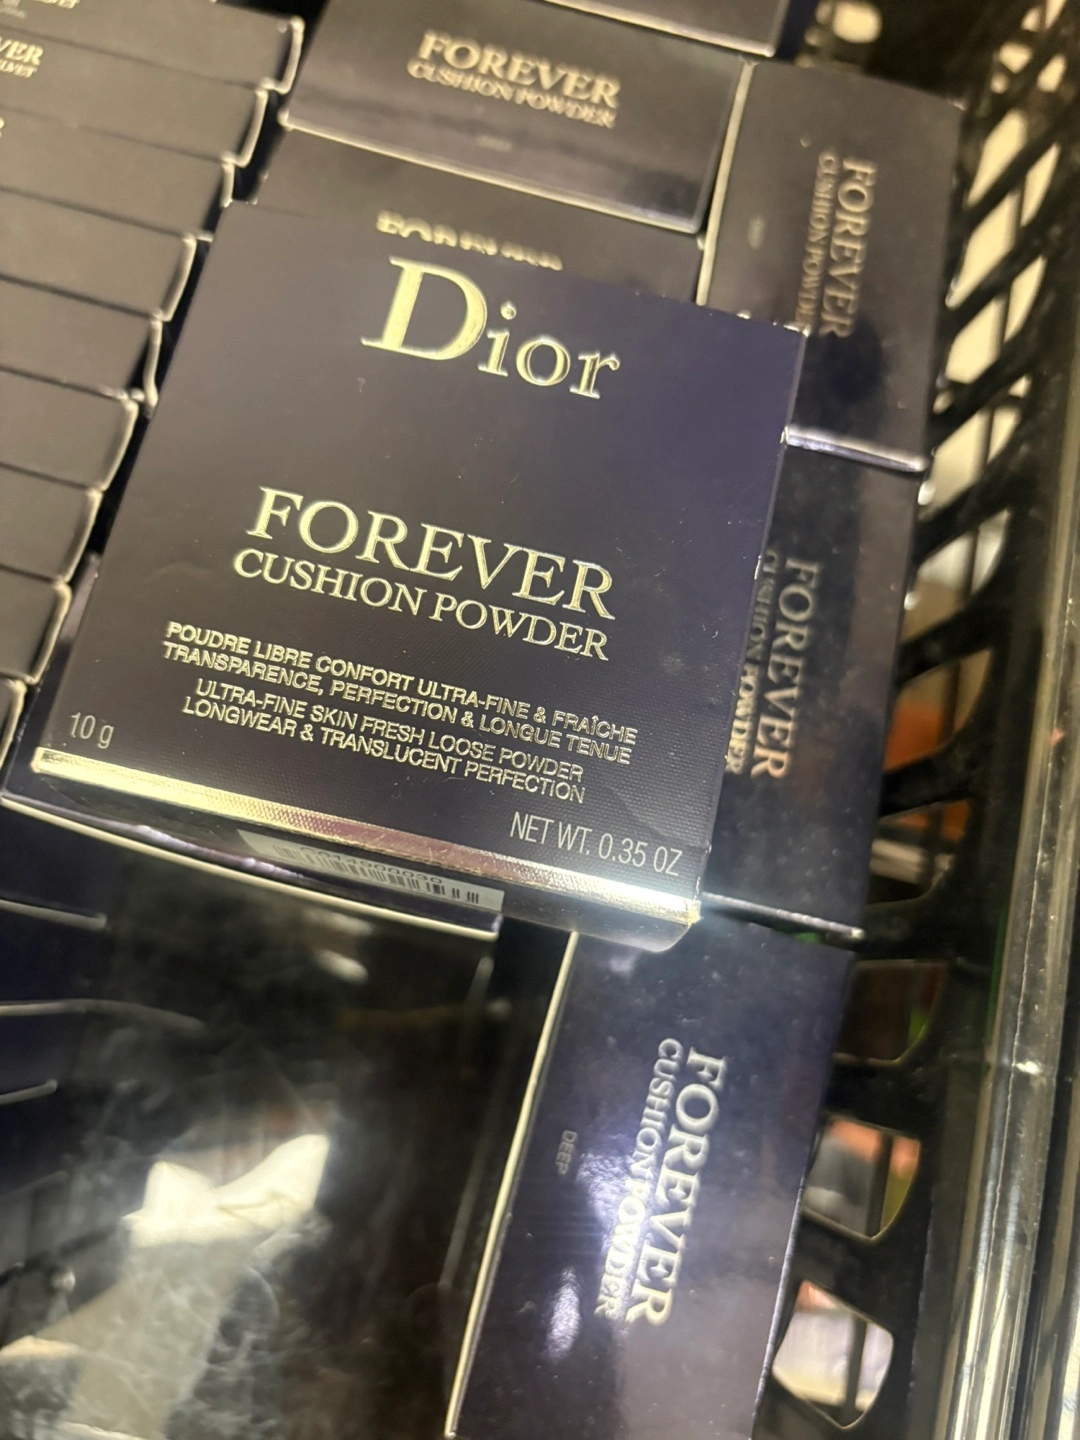 FOREVER
CUSHION POWDER
FOREVER
CUSHION POWDER
Dior
FOREVER
CUSHION POWDER
POUDRE LIBRE CONFORT ULTRA-FINE & FRAÎCHE
TRANSPARENCE, PERFECTION & LONGUE TENUE
ULTRA-FINE SKIN FRESH LOOSE POWDER
LONGWEAR & TRANSLUCENT PERFECTION
10 g
NET WT. 0.35 OZ
FOREVER
CUSHION POWDER
FOREVER
CUSHION POWDER
DEEP